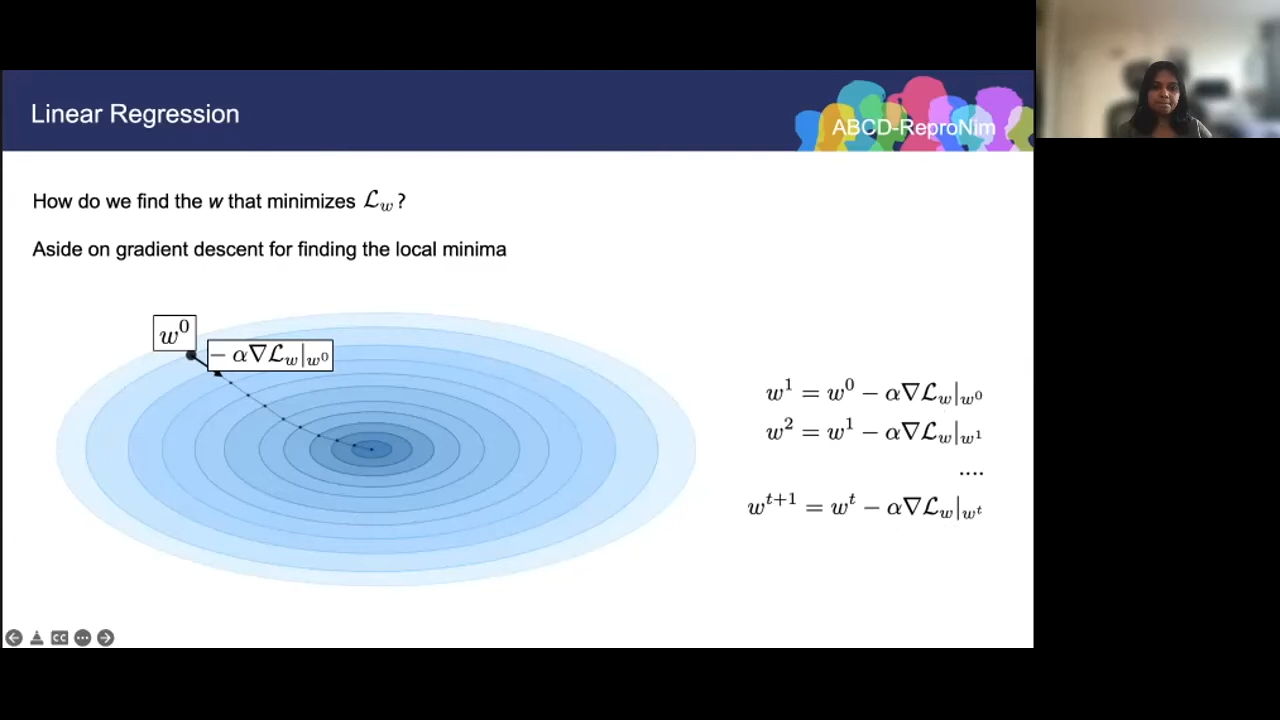 Linear Regression
ABCD-ReproNim
How do we find the w that minimizes ℒ_w ?
Aside on gradient descent for finding the local minima
w^0
− α∇ℒ_w|_{w^0}
w^1 = w^0 − α∇ℒ_w|_{w^0}
w^2 = w^1 − α∇ℒ_w|_{w^1}
....
w^{t+1} = w^t − α∇ℒ_w|_{w^t}
CC